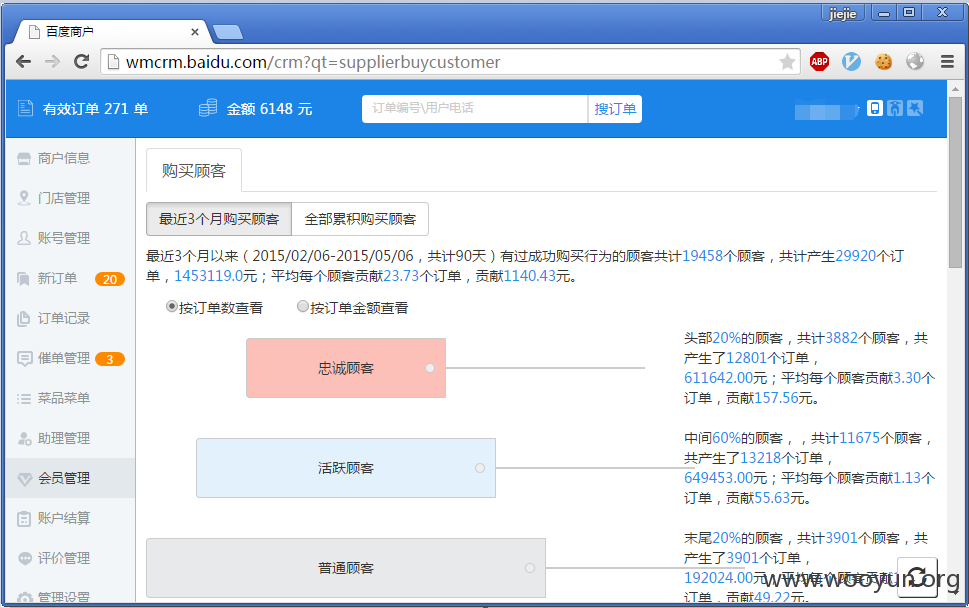 jiejie
百度商户
wmcrm.baidu.com/crm?qt=supplierbuycustomer
ABP
有效订单 271 单
金额 6148 元
订单编号\用户电话
搜订单
商户信息
门店管理
账号管理
新订单 20
订单记录
催单管理 3
菜品菜单
助理管理
会员管理
账户结算
评价管理
管理设置
购买顾客
最近3个月购买顾客
全部累积购买顾客
最近3个月以来（2015/02/06-2015/05/06，共计90天）有过成功购买行为的顾客共计19458个顾客，共计产生29920个订
单，1453119.0元；平均每个顾客贡献23.73个订单，贡献1140.43元。
按订单数查看
按订单金额查看
忠诚顾客
头部20%的顾客，共计3882个顾客，共
产生了12801个订单，
611642.00元；平均每个顾客贡献3.30个
订单，贡献157.56元。
活跃顾客
中间60%的顾客，，共计11675个顾客，
共产生了13218个订单，
649453.00元；平均每个顾客贡献1.13个
订单，贡献55.63元。
普通顾客
末尾20%的顾客，共计3901个顾客，共
产生了3901个订单，
192024.00元；平均每个顾客贡献
订单，贡献49.22元。
www.wooyun.org